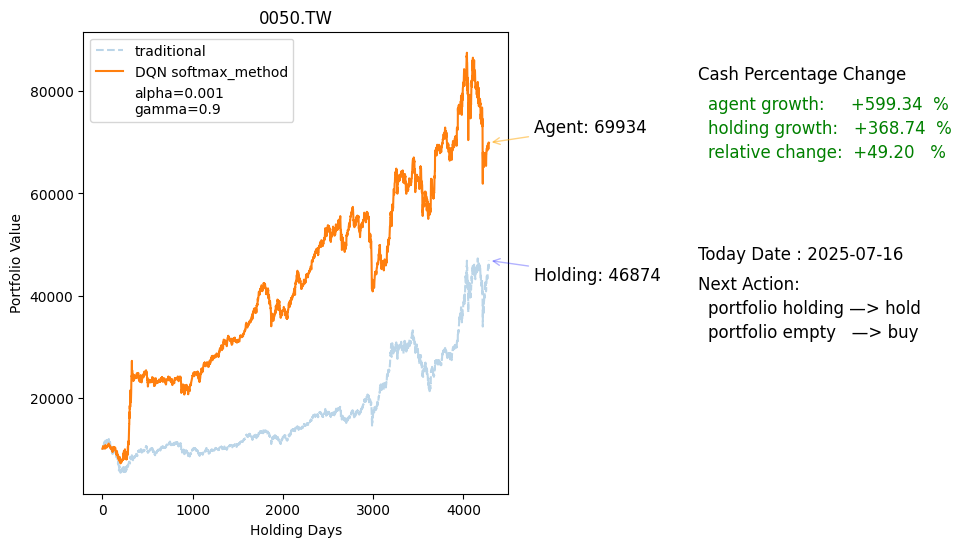 0050.TW
traditional
DQN softmax_method
alpha=0.001
gamma=0.9
80000
60000
40000
20000
Portfolio Value
0
1000
2000
3000
4000
Holding Days
Agent: 69934
Holding: 46874
Cash Percentage Change
agent growth: +599.34 %
holding growth: +368.74 %
relative change: +49.20 %
Today Date : 2025-07-16
Next Action:
portfolio holding —> hold
portfolio empty —> buy